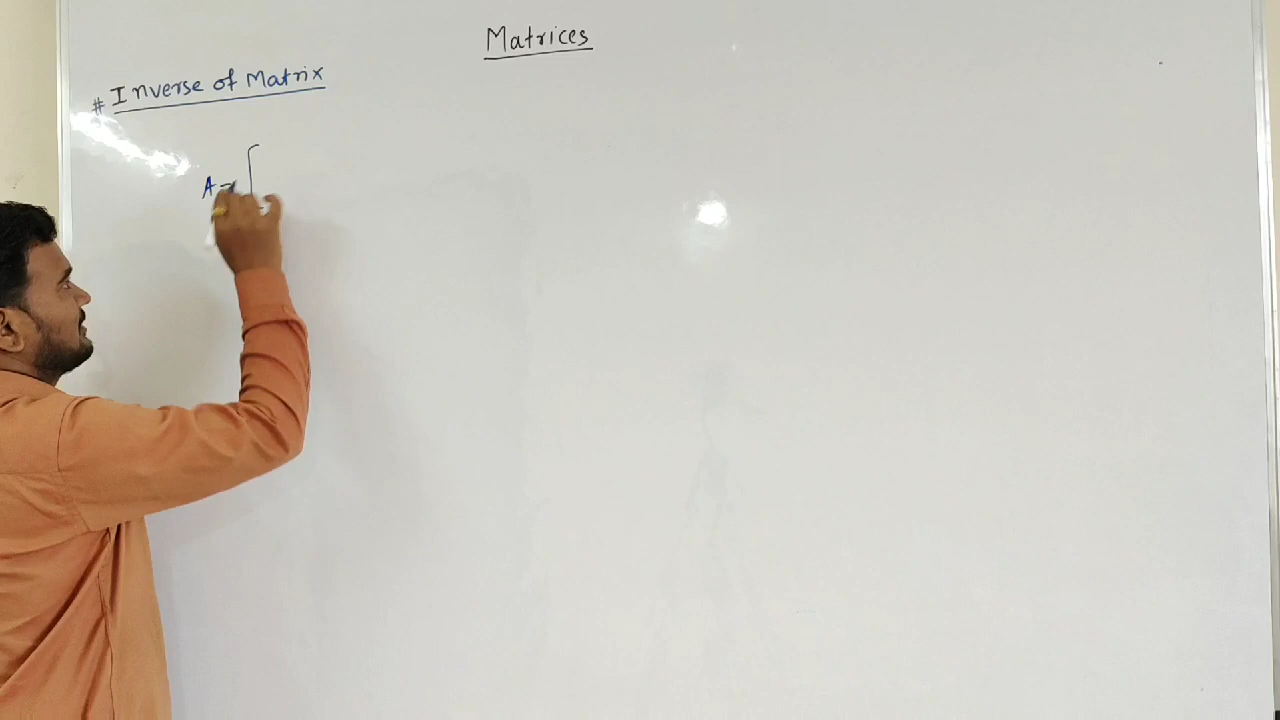 Matrices
# Inverse of Matrix
A = [